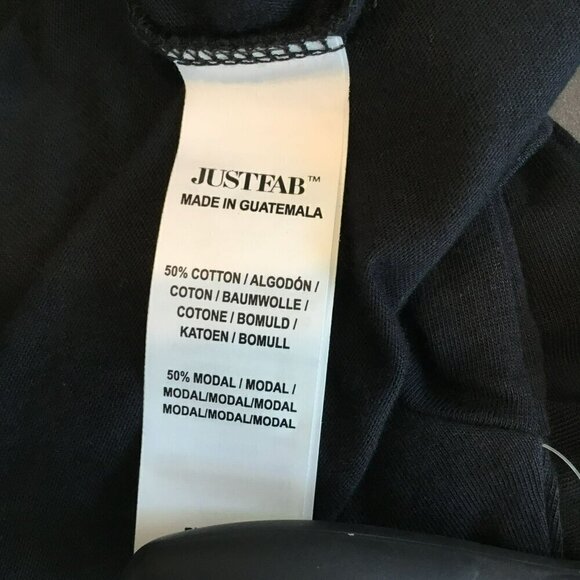 JUSTFAB™
MADE IN GUATEMALA
50% COTTON / ALGODÓN /
COTON / BAUMWOLLE /
COTONE / BOMULD /
KATOEN / BOMULL
50% MODAL / MODAL /
MODAL/MODAL/MODAL
MODAL/MODAL/MODAL